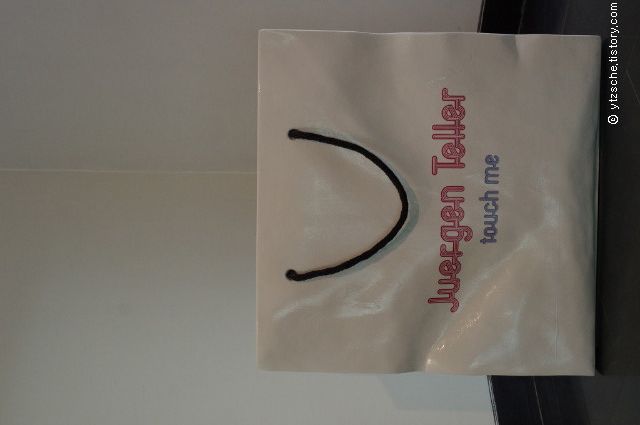 Juergen Teller
touch me
© ytzsche.tistory.com